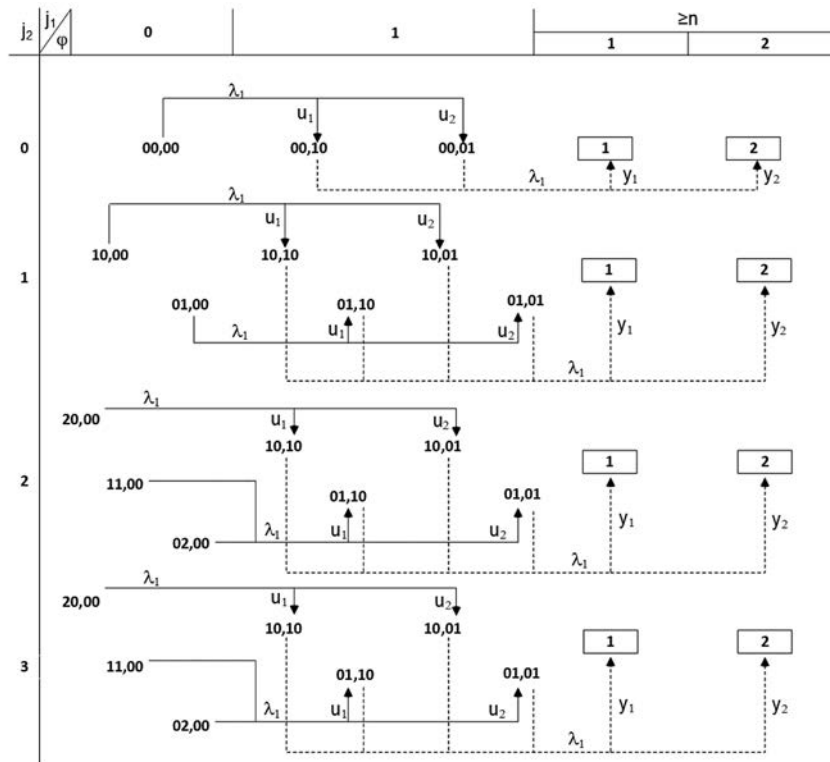 j₂ j₁ φ 0 1 ≥n
1 2
λ₁
u₁ u₂
0 00,00 00,10 00,01 1 2
λ₁ y₁ y₂
λ₁
u₁ u₂
10,00 10,10 10,01 1 2
1
01,00 01,10 01,01
λ₁ u₁ u₂ y₁ y₂
λ₁
λ₁
20,00 u₁ u₂
10,10 10,01
1 2
2 11,00
01,10 01,01
02,00 λ₁ u₁ u₂ y₁ y₂
λ₁
λ₁
20,00 u₁ u₂
10,10 10,01
1 2
3 11,00
01,10 01,01
02,00 λ₁ u₁ u₂ y₁ y₂
λ₁